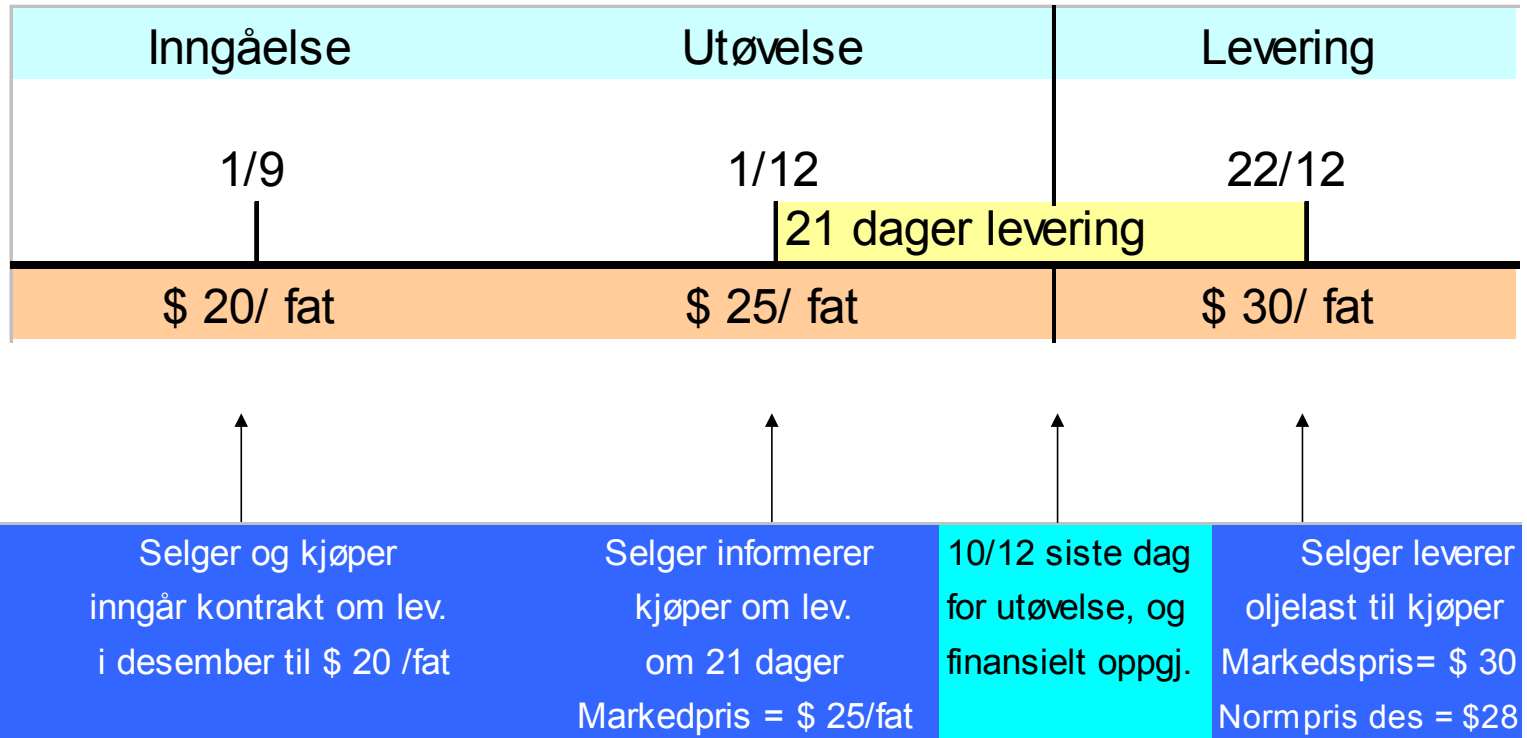 Inngåelse Utøvelse Levering
1/9 1/12 22/12
21 dager levering
$ 20/ fat $ 25/ fat $ 30/ fat
Selger og kjøper
inngår kontrakt om lev.
i desember til $ 20 /fat
Selger informerer
kjøper om lev.
om 21 dager
Markedpris = $ 25/fat
10/12 siste dag
for utøvelse, og
finansielt oppgj.
Selger leverer
oljelast til kjøper
Markedspris= $ 30
Normpris des = $28